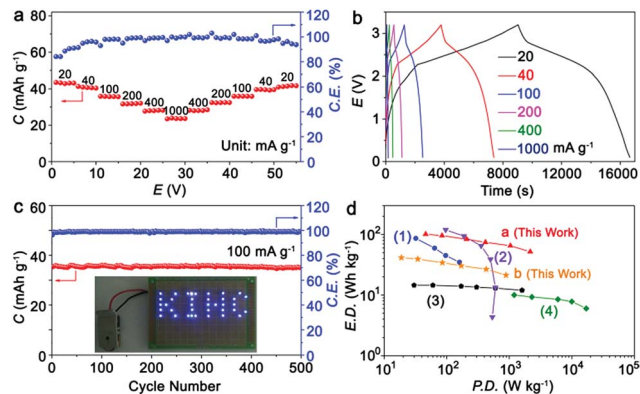 a
C (mAh g⁻¹)
80
60
40
20
0
20
40
100
200
400
1000
400
200
100
40
20
Unit: mA g⁻¹
0 10 20 30 40 50
E (V)
120
100
80
60
40
20
0
C.E. (%)
b
E (V)
3
2
1
0
20
40
100
200
400
1000 mA g⁻¹
0 4000 8000 12000 16000
Time (s)
c
C (mAh g⁻¹)
60
50
40
30
20
10
0
100 mA g⁻¹
KIHC
0 100 200 300 400 500
Cycle Number
120
100
80
60
40
20
0
C.E. (%)
d
E.D. (Wh kg⁻¹)
10²
10¹
10⁰
a (This Work)
(1)
(2)
b (This Work)
(3)
(4)
10¹ 10² 10³ 10⁴ 10⁵
P.D. (W kg⁻¹)